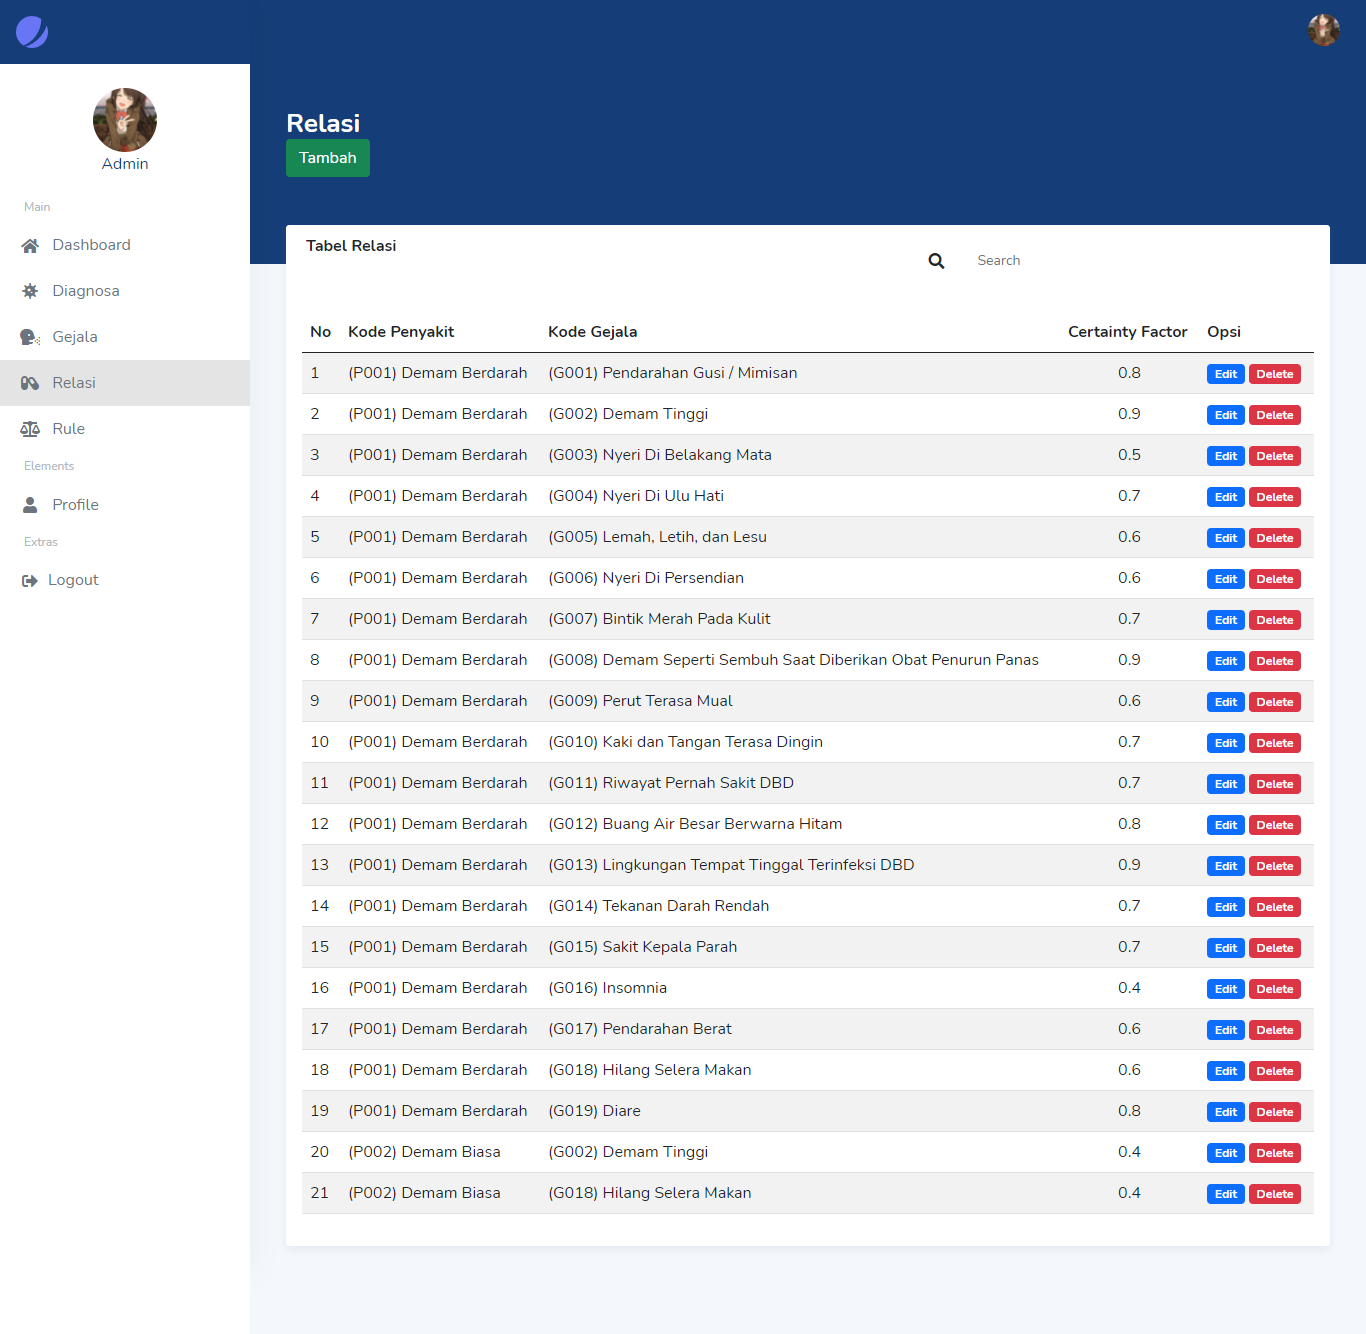 Admin
Main
Dashboard
Diagnosa
Gejala
Relasi
Rule
Elements
Profile
Extras
Logout
Relasi
Tambah
Tabel Relasi
Search
No Kode Penyakit Kode Gejala Certainty Factor Opsi
1 (P001) Demam Berdarah (G001) Pendarahan Gusi / Mimisan 0.8 Edit Delete
2 (P001) Demam Berdarah (G002) Demam Tinggi 0.9 Edit Delete
3 (P001) Demam Berdarah (G003) Nyeri Di Belakang Mata 0.5 Edit Delete
4 (P001) Demam Berdarah (G004) Nyeri Di Ulu Hati 0.7 Edit Delete
5 (P001) Demam Berdarah (G005) Lemah, Letih, dan Lesu 0.6 Edit Delete
6 (P001) Demam Berdarah (G006) Nyeri Di Persendian 0.6 Edit Delete
7 (P001) Demam Berdarah (G007) Bintik Merah Pada Kulit 0.7 Edit Delete
8 (P001) Demam Berdarah (G008) Demam Seperti Sembuh Saat Diberikan Obat Penurun Panas 0.9 Edit Delete
9 (P001) Demam Berdarah (G009) Perut Terasa Mual 0.6 Edit Delete
10 (P001) Demam Berdarah (G010) Kaki dan Tangan Terasa Dingin 0.7 Edit Delete
11 (P001) Demam Berdarah (G011) Riwayat Pernah Sakit DBD 0.7 Edit Delete
12 (P001) Demam Berdarah (G012) Buang Air Besar Berwarna Hitam 0.8 Edit Delete
13 (P001) Demam Berdarah (G013) Lingkungan Tempat Tinggal Terinfeksi DBD 0.9 Edit Delete
14 (P001) Demam Berdarah (G014) Tekanan Darah Rendah 0.7 Edit Delete
15 (P001) Demam Berdarah (G015) Sakit Kepala Parah 0.7 Edit Delete
16 (P001) Demam Berdarah (G016) Insomnia 0.4 Edit Delete
17 (P001) Demam Berdarah (G017) Pendarahan Berat 0.6 Edit Delete
18 (P001) Demam Berdarah (G018) Hilang Selera Makan 0.6 Edit Delete
19 (P001) Demam Berdarah (G019) Diare 0.8 Edit Delete
20 (P002) Demam Biasa (G002) Demam Tinggi 0.4 Edit Delete
21 (P002) Demam Biasa (G018) Hilang Selera Makan 0.4 Edit Delete